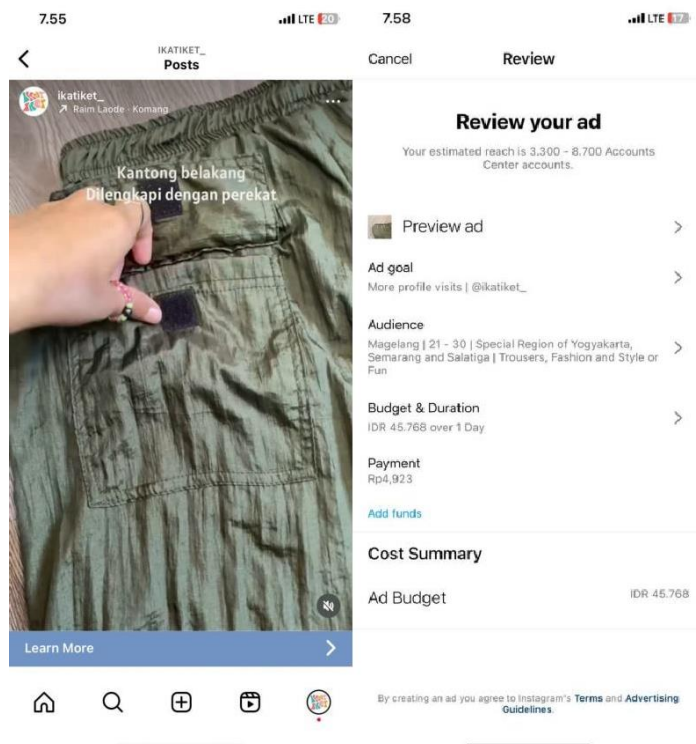 7.55
LTE 20
IKATIKET_
Posts
ikatiket_
Raim Laode · Komang
Kantong belakang
Dilengkapi dengan perekat
Learn More
7.58
LTE 17
Cancel
Review
Review your ad
Your estimated reach is 3.300 - 8.700 Accounts
Center accounts.
Preview ad
Ad goal
More profile visits | @ikatiket_
Audience
Magelang | 21 - 30 | Special Region of Yogyakarta,
Semarang and Salatiga | Trousers, Fashion and Style or
Fun
Budget & Duration
IDR 45.768 over 1 Day
Payment
Rp4,923
Add funds
Cost Summary
Ad Budget
IDR 45.768
By creating an ad you agree to Instagram's Terms and Advertising
Guidelines.